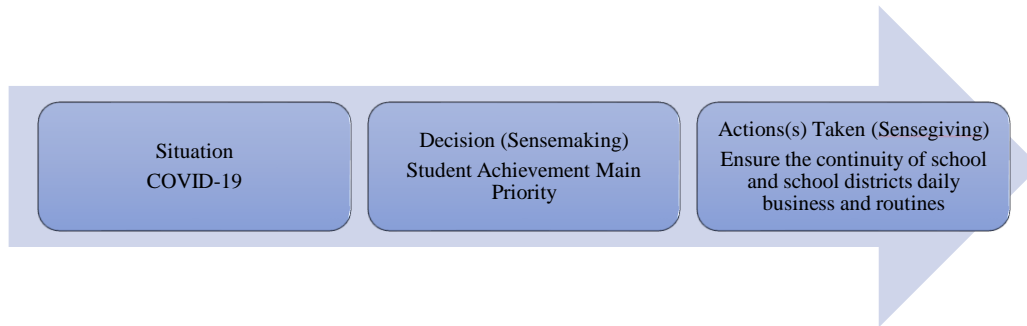 Situation
COVID-19
Decision (Sensemaking)
Student Achievement Main
Priority
Actions(s) Taken (Sensegiving)
Ensure the continuity of school
and school districts daily
business and routines